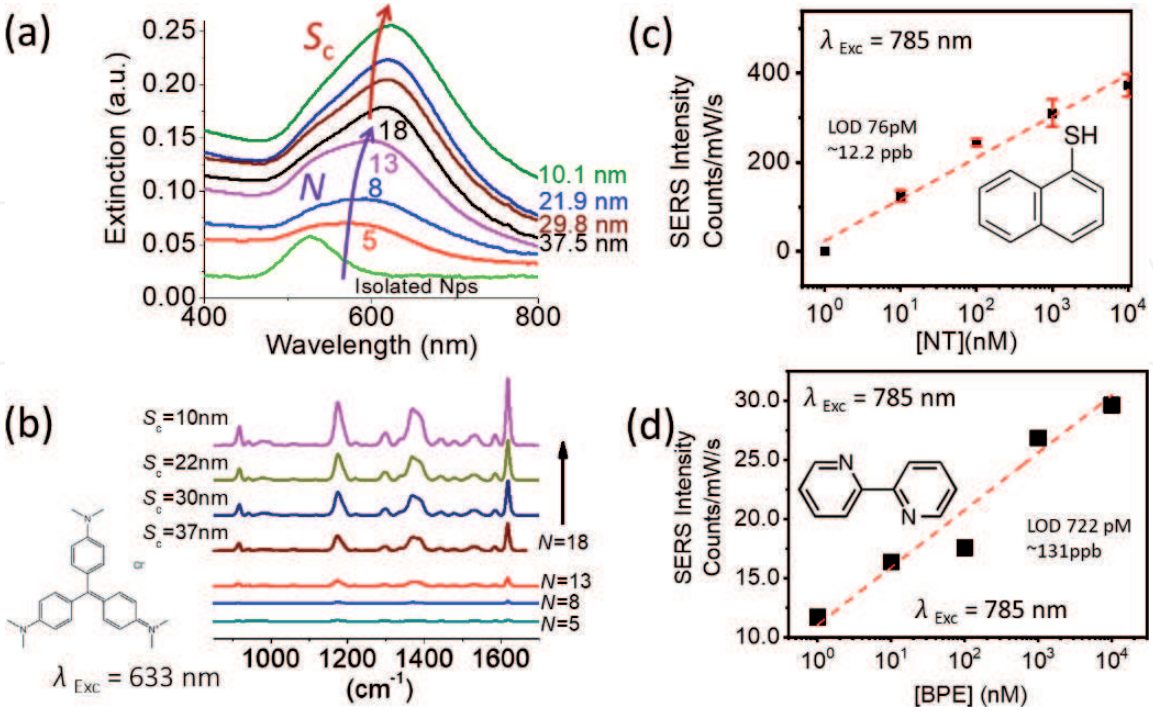 (a)
Extinction (a.u.)
0.25
0.20
0.15
0.10
0.05
0.00
S_c
N
18
13
8
5
10.1 nm
21.9 nm
29.8 nm
37.5 nm
Isolated Nps
400
600
800
Wavelength (nm)
(b)
S_c=10nm
S_c=22nm
S_c=30nm
S_c=37nm
N=18
N=13
N=8
N=5
N
Cl⁻
N⁺
N
1000
1200
1400
1600
(cm⁻¹)
λ Exc = 633 nm
(c)
SERS Intensity
Counts/mW/s
400
200
0
λ Exc = 785 nm
LOD 76pM
~12.2 ppb
SH
10⁰
10¹
10²
10³
10⁴
[NT](nM)
(d)
SERS Intensity
Counts/mW/s
30.0
25.0
20.0
15.0
10.0
λ Exc = 785 nm
N
N
LOD 722 pM
~131ppb
λ Exc = 785 nm
10⁰
10¹
10²
10³
10⁴
[BPE] (nM)